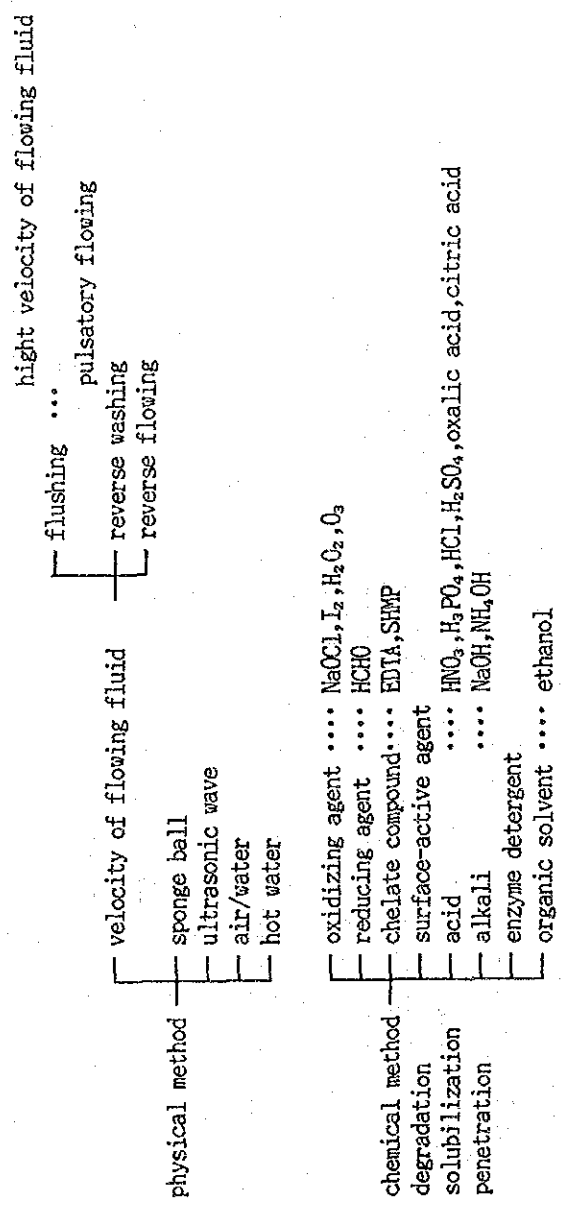 hight velocity of flowing fluid
flushing ...
pulsatory flowing
velocity of flowing fluid
reverse washing
reverse flowing
physical method
sponge ball
ultrasonic wave
air/water
hot water
oxidizing agent .... NaOCl, I₂, H₂O₂, O₃
reducing agent .... HCHO
chemical method
chelate compound.... EDTA, SHMP
degradation
surface-active agent
solubilization
acid .... HNO₃, H₃PO₄, HCl, H₂SO₄, oxalic acid, citric acid
penetration
alkali .... NaOH, NH₄OH
enzyme detergent
organic solvent .... ethanol